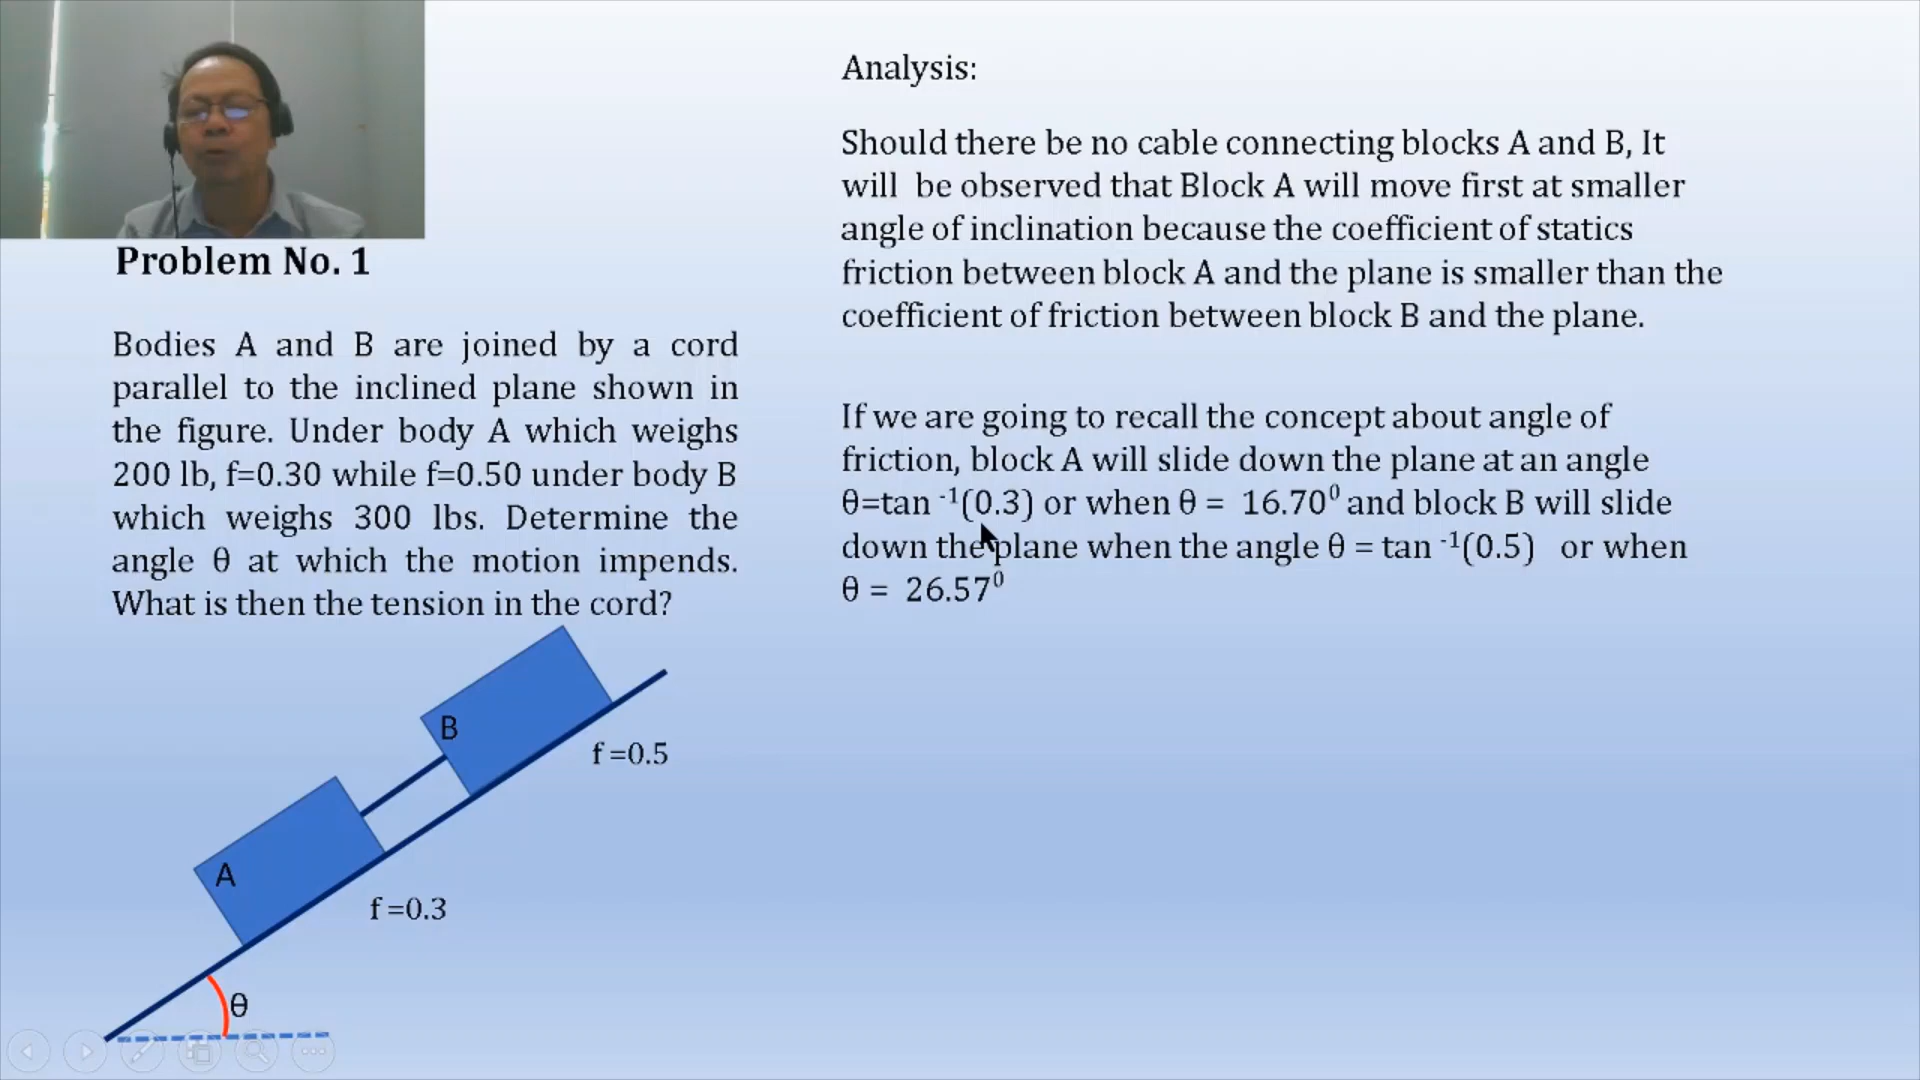 Problem No. 1
Bodies A and B are joined by a cord
parallel to the inclined plane shown in
the figure. Under body A which weighs
200 lb, f=0.30 while f=0.50 under body B
which weighs 300 lbs. Determine the
angle θ at which the motion impends.
What is then the tension in the cord?
B
f =0.5
A
f =0.3
θ
Analysis:
Should there be no cable connecting blocks A and B, It
will be observed that Block A will move first at smaller
angle of inclination because the coefficient of statics
friction between block A and the plane is smaller than the
coefficient of friction between block B and the plane.
If we are going to recall the concept about angle of
friction, block A will slide down the plane at an angle
θ=tan ⁻¹(0.3) or when θ = 16.70⁰ and block B will slide
down the plane when the angle θ = tan ⁻¹(0.5) or when
θ = 26.57⁰